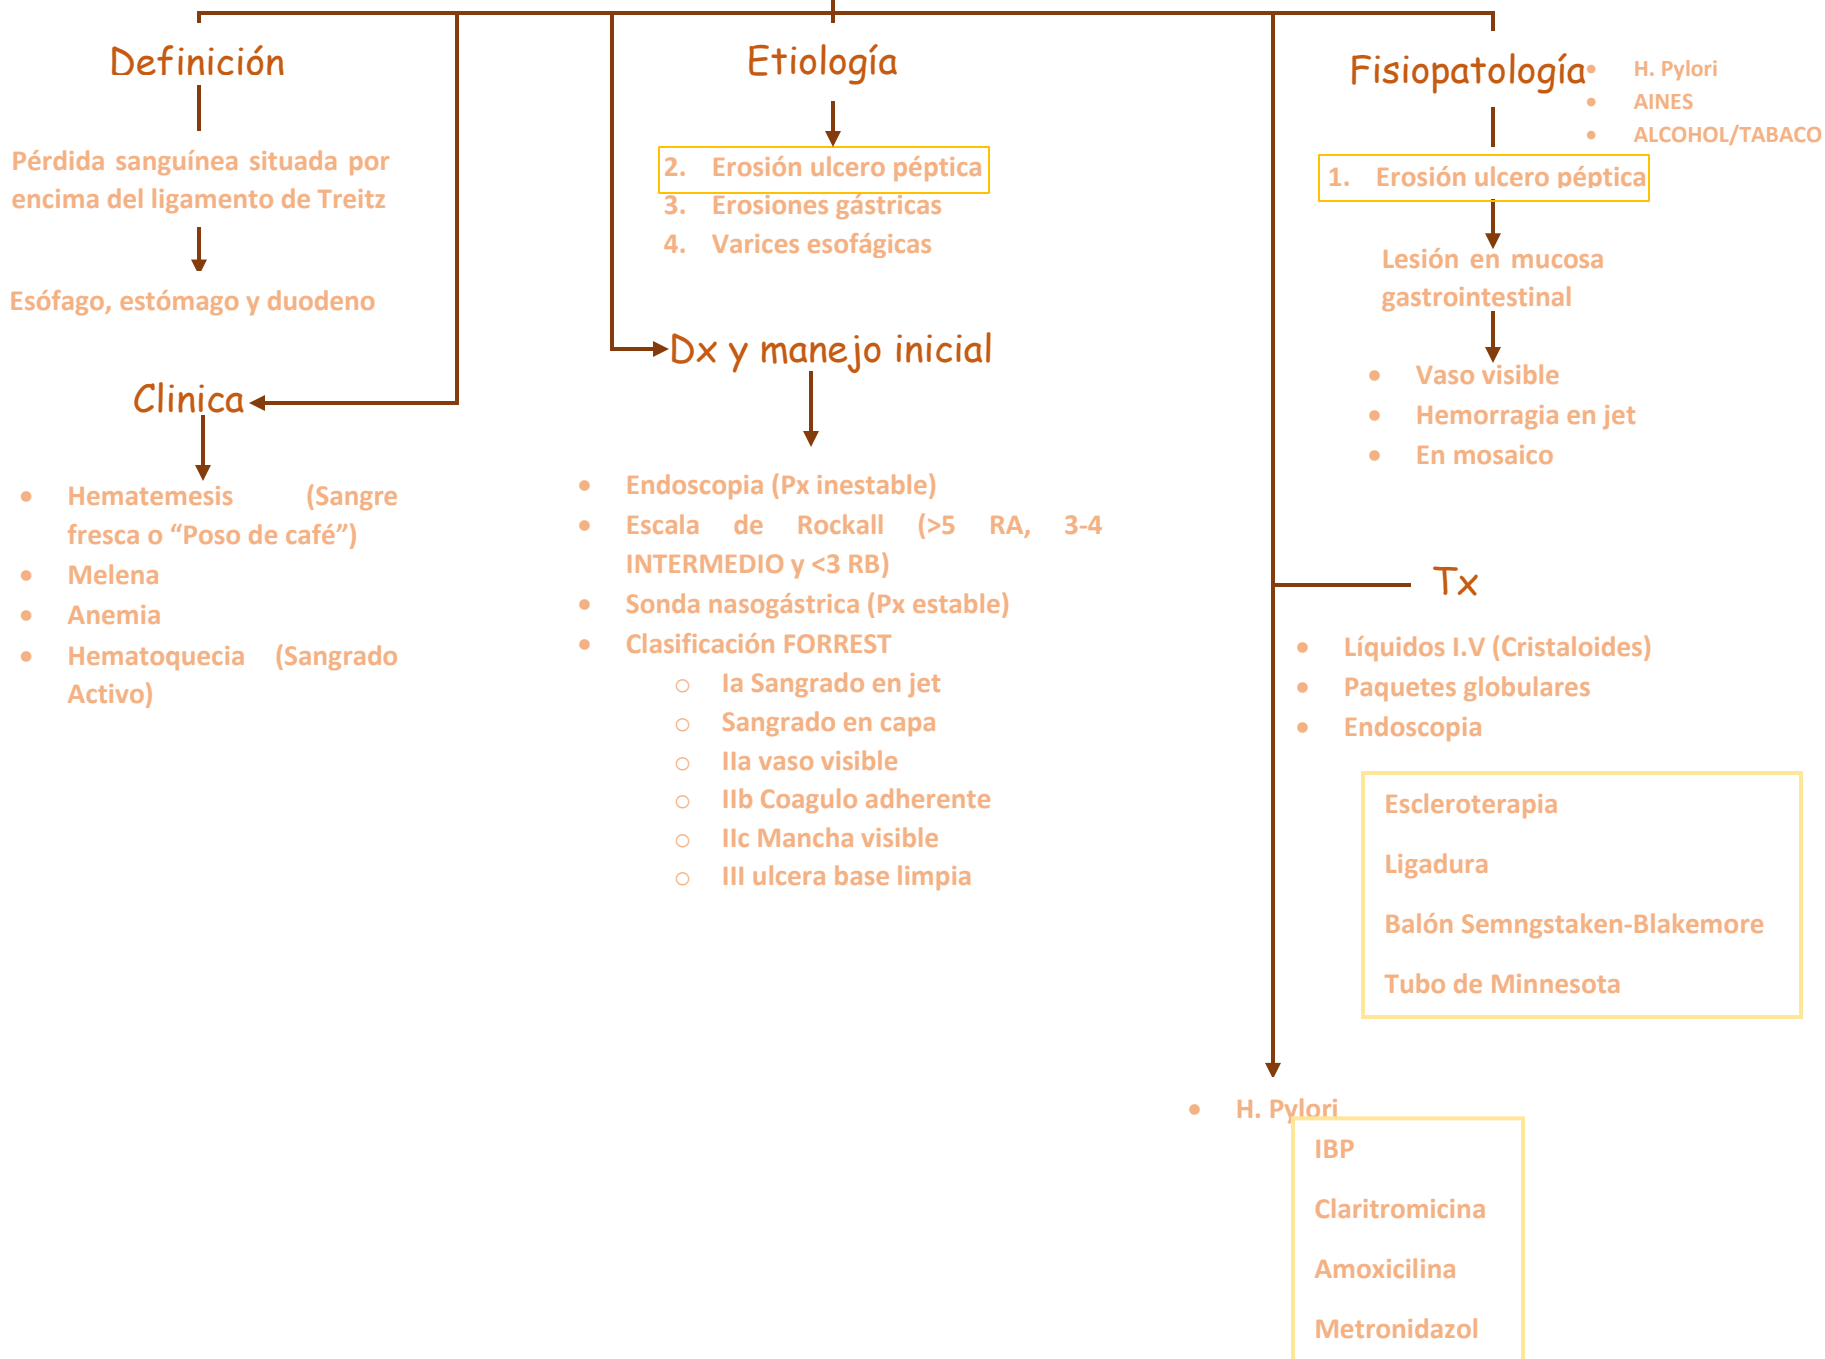 Definición
Pérdida sanguínea situada por
encima del ligamento de Treitz
Esófago, estómago y duodeno
Clinica
• Hematemesis (Sangre
fresca o “Poso de café”)
• Melena
• Anemia
• Hematoquecia (Sangrado
Activo)
Etiología
2. Erosión ulcero péptica
3. Erosiones gástricas
4. Varices esofágicas
Dx y manejo inicial
• Endoscopia (Px inestable)
• Escala de Rockall (>5 RA, 3-4
INTERMEDIO y <3 RB)
• Sonda nasogástrica (Px estable)
• Clasificación FORREST
o Ia Sangrado en jet
o Sangrado en capa
o IIa vaso visible
o IIb Coagulo adherente
o IIc Mancha visible
o III ulcera base limpia
Fisiopatología
• H. Pylori
• AINES
• ALCOHOL/TABACO
1. Erosión ulcero péptica
Lesión en mucosa
gastrointestinal
• Vaso visible
• Hemorragia en jet
• En mosaico
Tx
• Líquidos I.V (Cristaloides)
• Paquetes globulares
• Endoscopia
Escleroterapia
Ligadura
Balón Semngstaken-Blakemore
Tubo de Minnesota
• H. Pylori
IBP
Claritromicina
Amoxicilina
Metronidazol